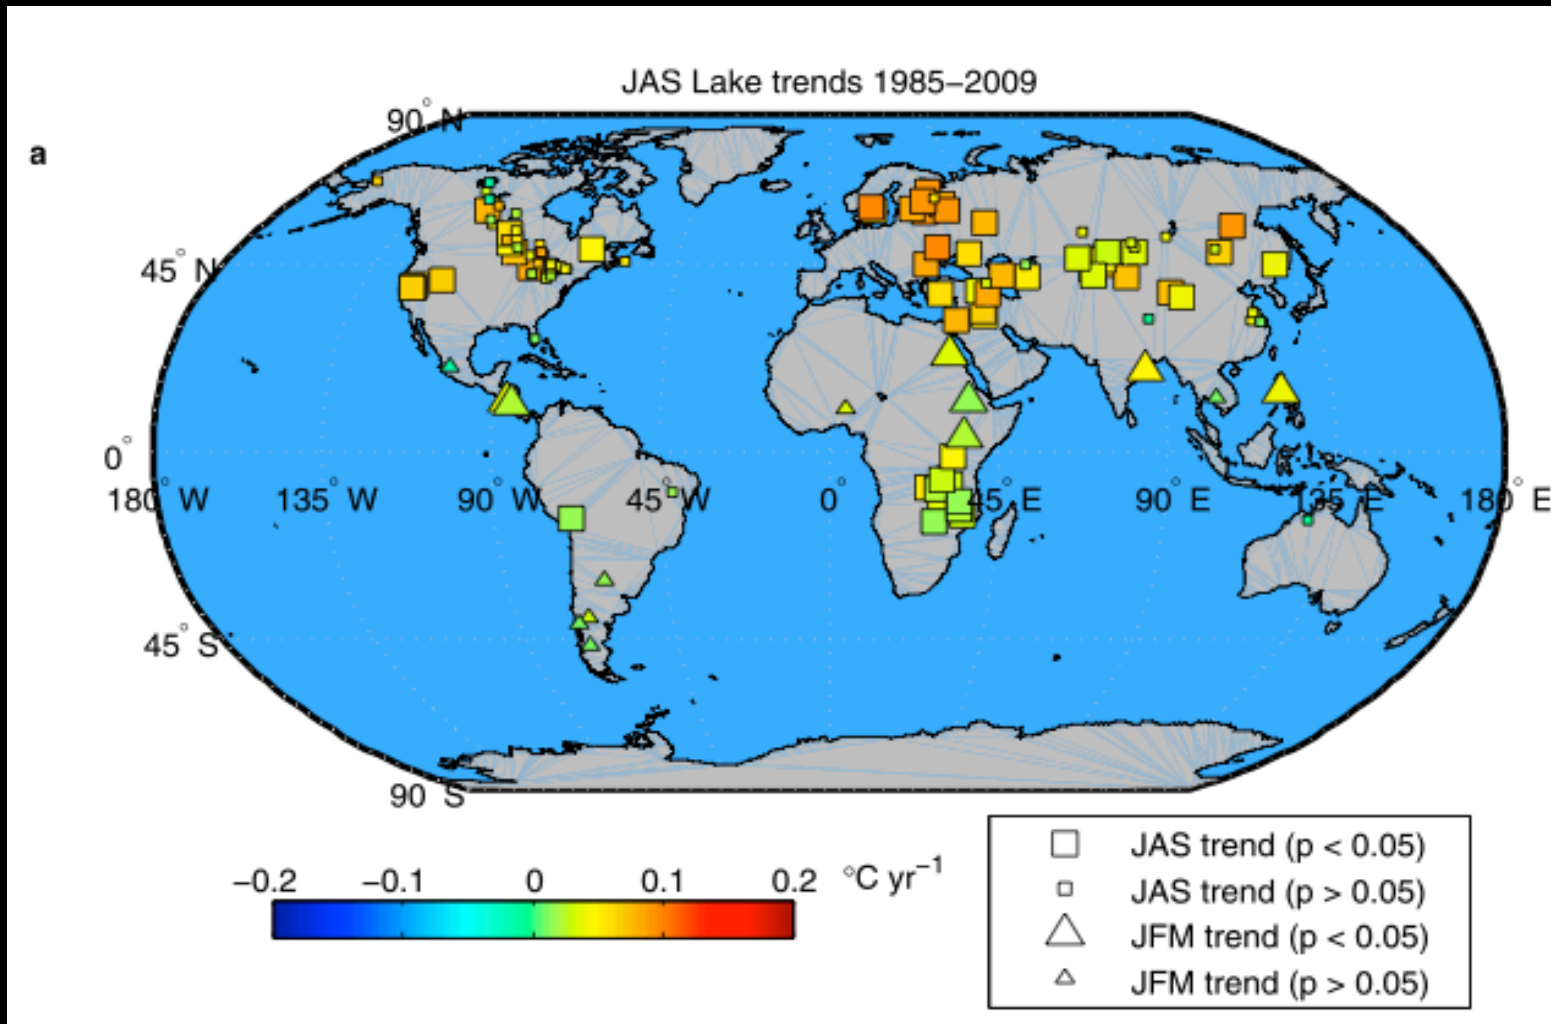 JAS Lake trends 1985–2009
a
90° N
45° N
0°
180° W 135° W 90° W 45° W 0° 45° E 90° E 135° E 180° E
45° S
90 S
−0.2 −0.1 0 0.1 0.2 °C yr⁻¹
JAS trend (p < 0.05)
JAS trend (p > 0.05)
JFM trend (p < 0.05)
JFM trend (p > 0.05)